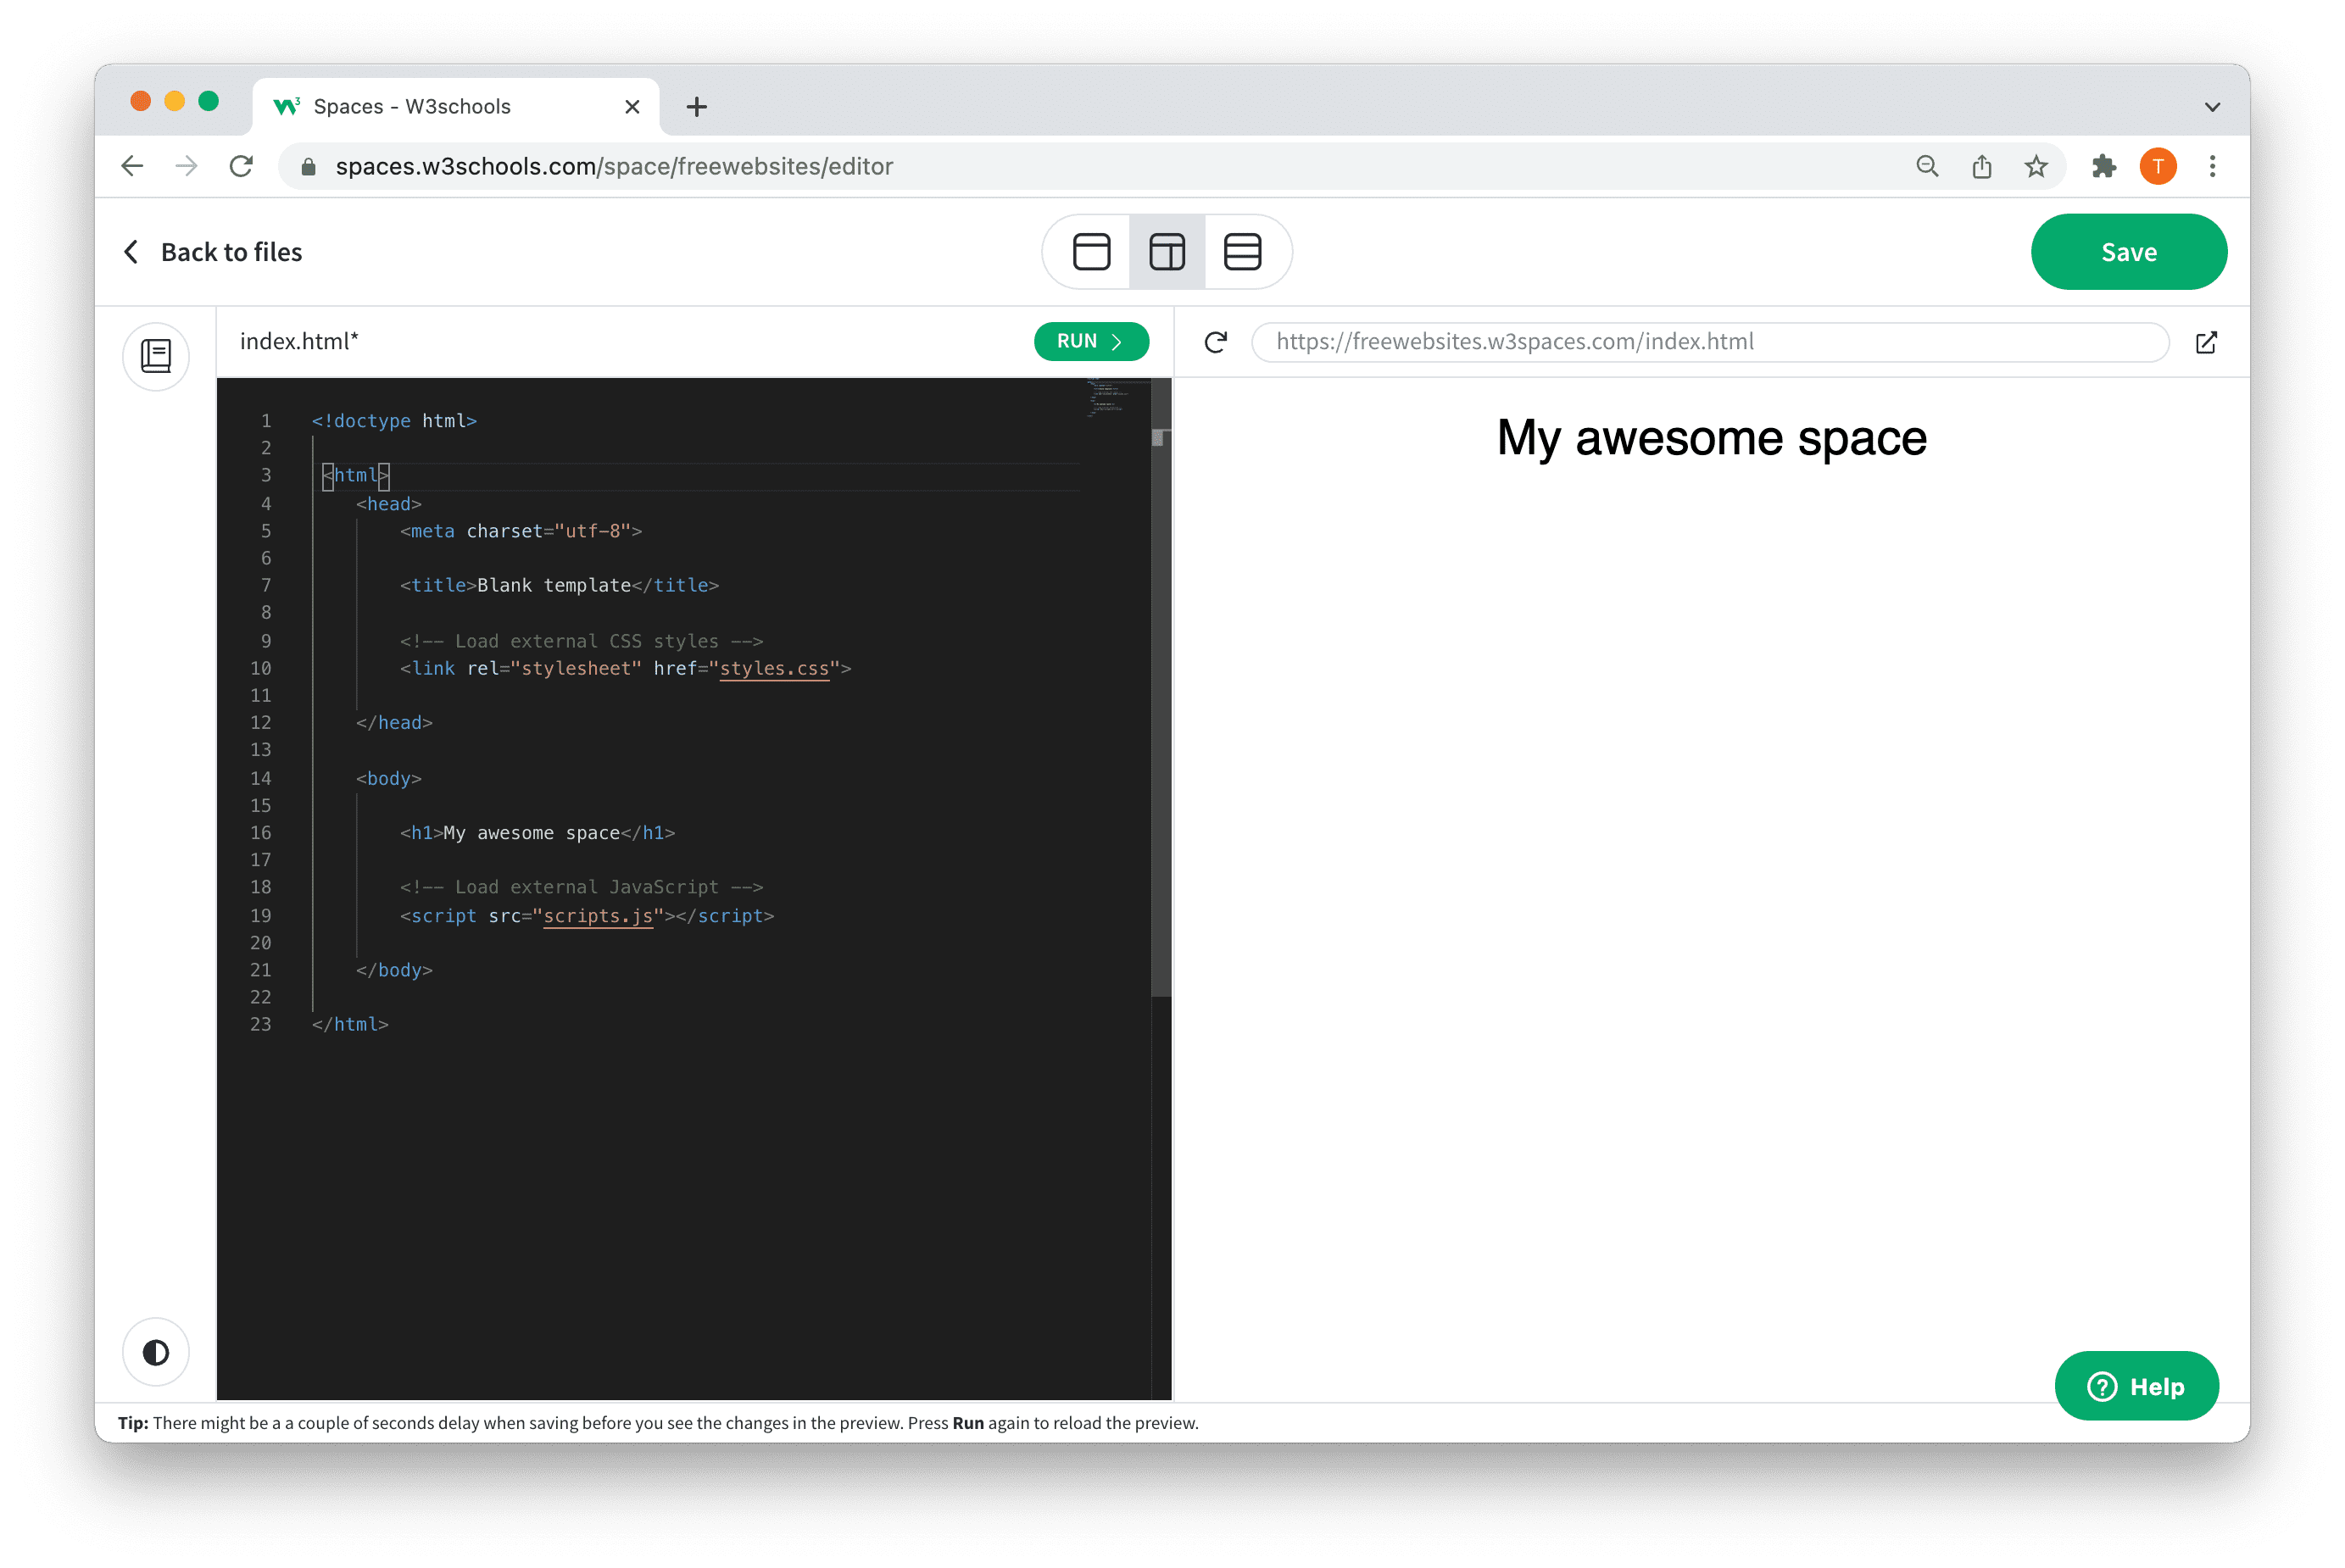 Spaces - W3schools
spaces.w3schools.com/space/freewebsites/editor
T
Back to files
Save
index.html*
RUN
https://freewebsites.w3spaces.com/index.html
1 <!doctype html>
2
3 <html>
4 <head>
5 <meta charset="utf-8">
6
7 <title>Blank template</title>
8
9 <!-- Load external CSS styles -->
10 <link rel="stylesheet" href="styles.css">
11
12 </head>
13
14 <body>
15
16 <h1>My awesome space</h1>
17
18 <!-- Load external JavaScript -->
19 <script src="scripts.js"></script>
20
21 </body>
22
23 </html>
My awesome space
Help
Tip: There might be a a couple of seconds delay when saving before you see the changes in the preview. Press Run again to reload the preview.